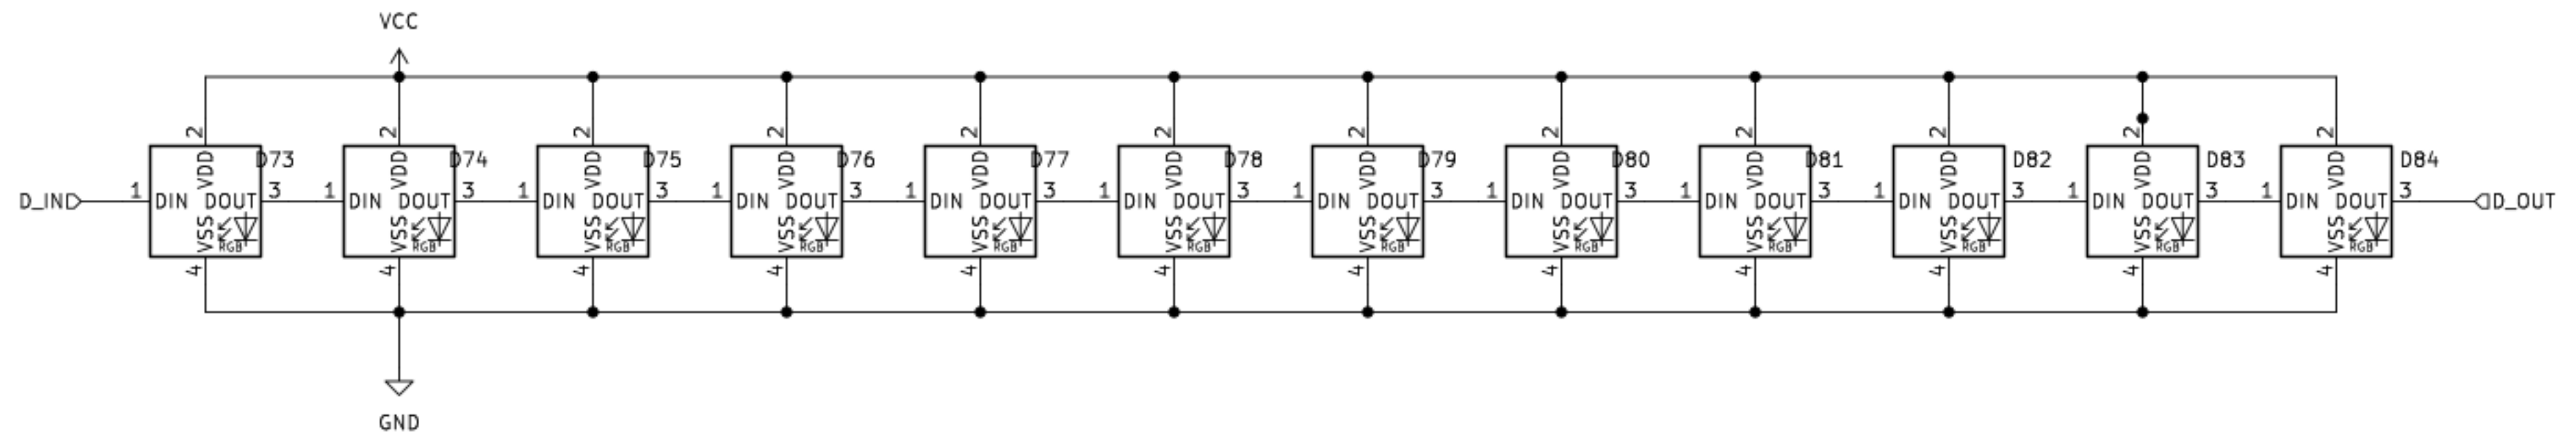 VCC
2 2 2 2 2 2 2 2 2 2 2 2
D73 D74 D75 D76 D77 D78 D79 D80 D81 D82 D83 D84
VDD VDD VDD VDD VDD VDD VDD VDD VDD VDD VDD VDD
D_IN 1 DIN DOUT 3 1 DIN DOUT 3 1 DIN DOUT 3 1 DIN DOUT 3 1 DIN DOUT 3 1 DIN DOUT 3 1 DIN DOUT 3 1 DIN DOUT 3 1 DIN DOUT 3 1 DIN DOUT 3 1 DIN DOUT 3 1 DIN DOUT 3 D_OUT
VSS RGB VSS RGB VSS RGB VSS RGB VSS RGB VSS RGB VSS RGB VSS RGB VSS RGB VSS RGB VSS RGB VSS RGB
4 4 4 4 4 4 4 4 4 4 4 4
GND